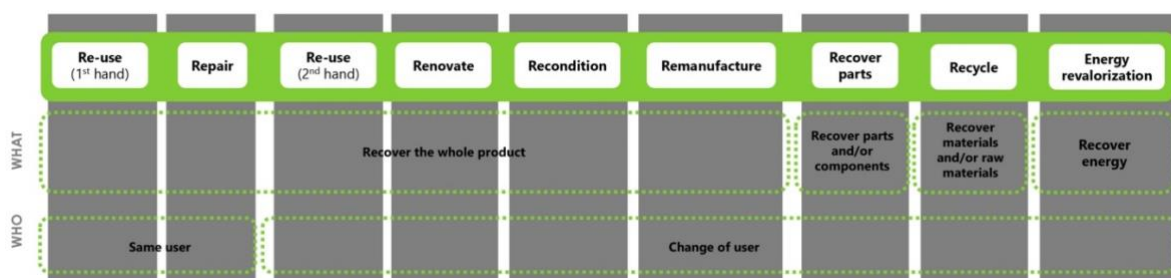 Re-use
(1st hand)
Repair
Re-use
(2nd hand)
Renovate
Recondition
Remanufacture
Recover
parts
Recycle
Energy
revalorization
WHAT
Recover the whole product
Recover parts
and/or
components
Recover
materials
and/or raw
materials
Recover
energy
WHO
Same user
Change of user